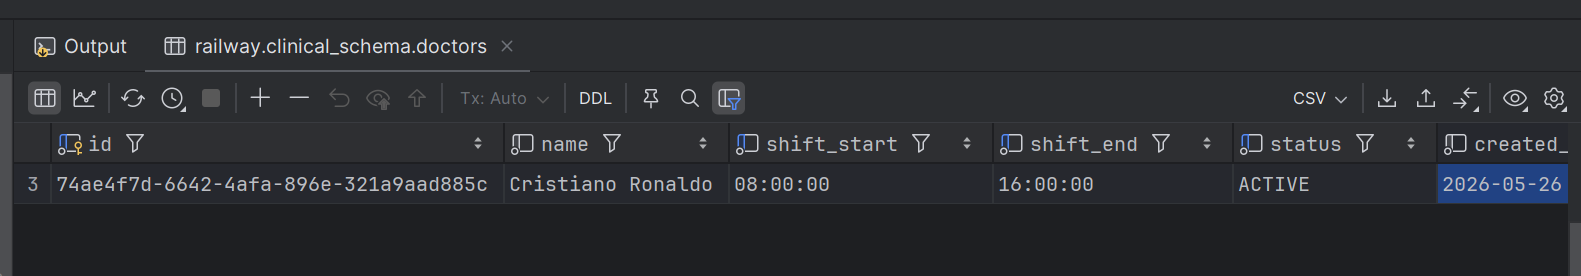 Output railway.clinical_schema.doctors
Tx: Auto DDL CSV
id name shift_start shift_end status created_
3 74ae4f7d-6642-4afa-896e-321a9aad885c Cristiano Ronaldo 08:00:00 16:00:00 ACTIVE 2026-05-26